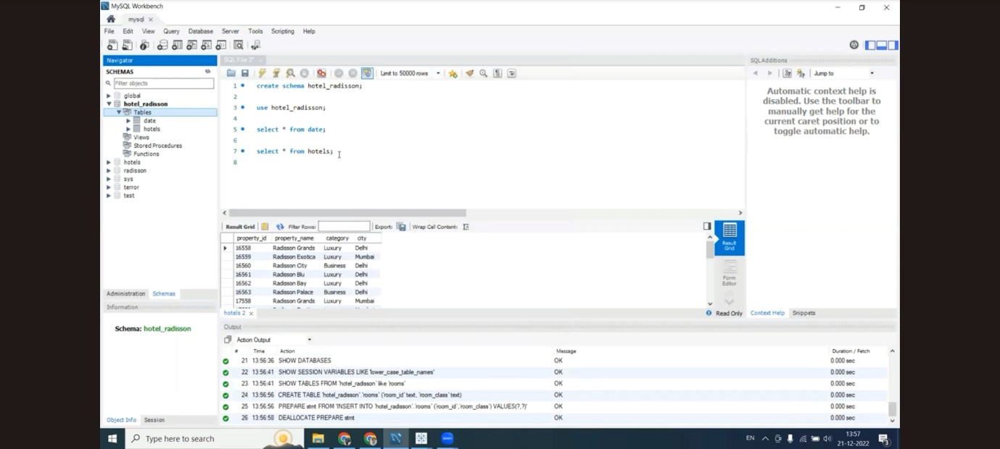 MySQL Workbench
mysql ×
File Edit View Query Database Server Tools Scripting Help
Navigator
SCHEMAS
Filter objects
global
hotel_radisson
Tables
date
hotels
Views
Stored Procedures
Functions
hotels
radisson
sys
terror
test
Administration Schemas
Information
Schema: hotel_radisson
Object Info Session
SQL File 3*
Limit to 50000 rows
1 create schema hotel_radisson;
2
3 use hotel_radisson;
4
5 select * from date;
6
7 select * from hotels;
8
Result Grid Filter Rows: Export: Wrap Cell Content:
property_id property_name category city
16558 Radisson Grands Luxury Delhi
16559 Radisson Exotica Luxury Mumbai
16560 Radisson City Business Delhi
16561 Radisson Blu Luxury Delhi
16562 Radisson Bay Luxury Delhi
16563 Radisson Palace Business Delhi
17558 Radisson Grands Luxury Mumbai
Result
Grid
Form
Editor
hotels 2 × Read Only
SQLAdditions
Jump to
Automatic context help is
disabled. Use the toolbar to
manually get help for the
current caret position or to
toggle automatic help.
Context Help Snippets
Output
Action Output
# Time Action Message Duration / Fetch
21 13:56:36 SHOW DATABASES OK 0.000 sec
22 13:56:41 SHOW SESSION VARIABLES LIKE 'lower_case_table_names' OK 0.000 sec
23 13:56:41 SHOW TABLES FROM `hotel_radisson` like 'rooms' OK 0.000 sec
24 13:56:56 CREATE TABLE `hotel_radisson`.`rooms` (`room_id` text, `room_class` text) OK 0.000 sec
25 13:56:56 PREPARE stmt FROM 'INSERT INTO `hotel_radisson`.`rooms` (`room_id`,`room_class`) VALUES(?,?)' OK 0.000 sec
26 13:56:58 DEALLOCATE PREPARE stmt OK 0.000 sec
Type here to search
EN
13:57
21-12-2022
3